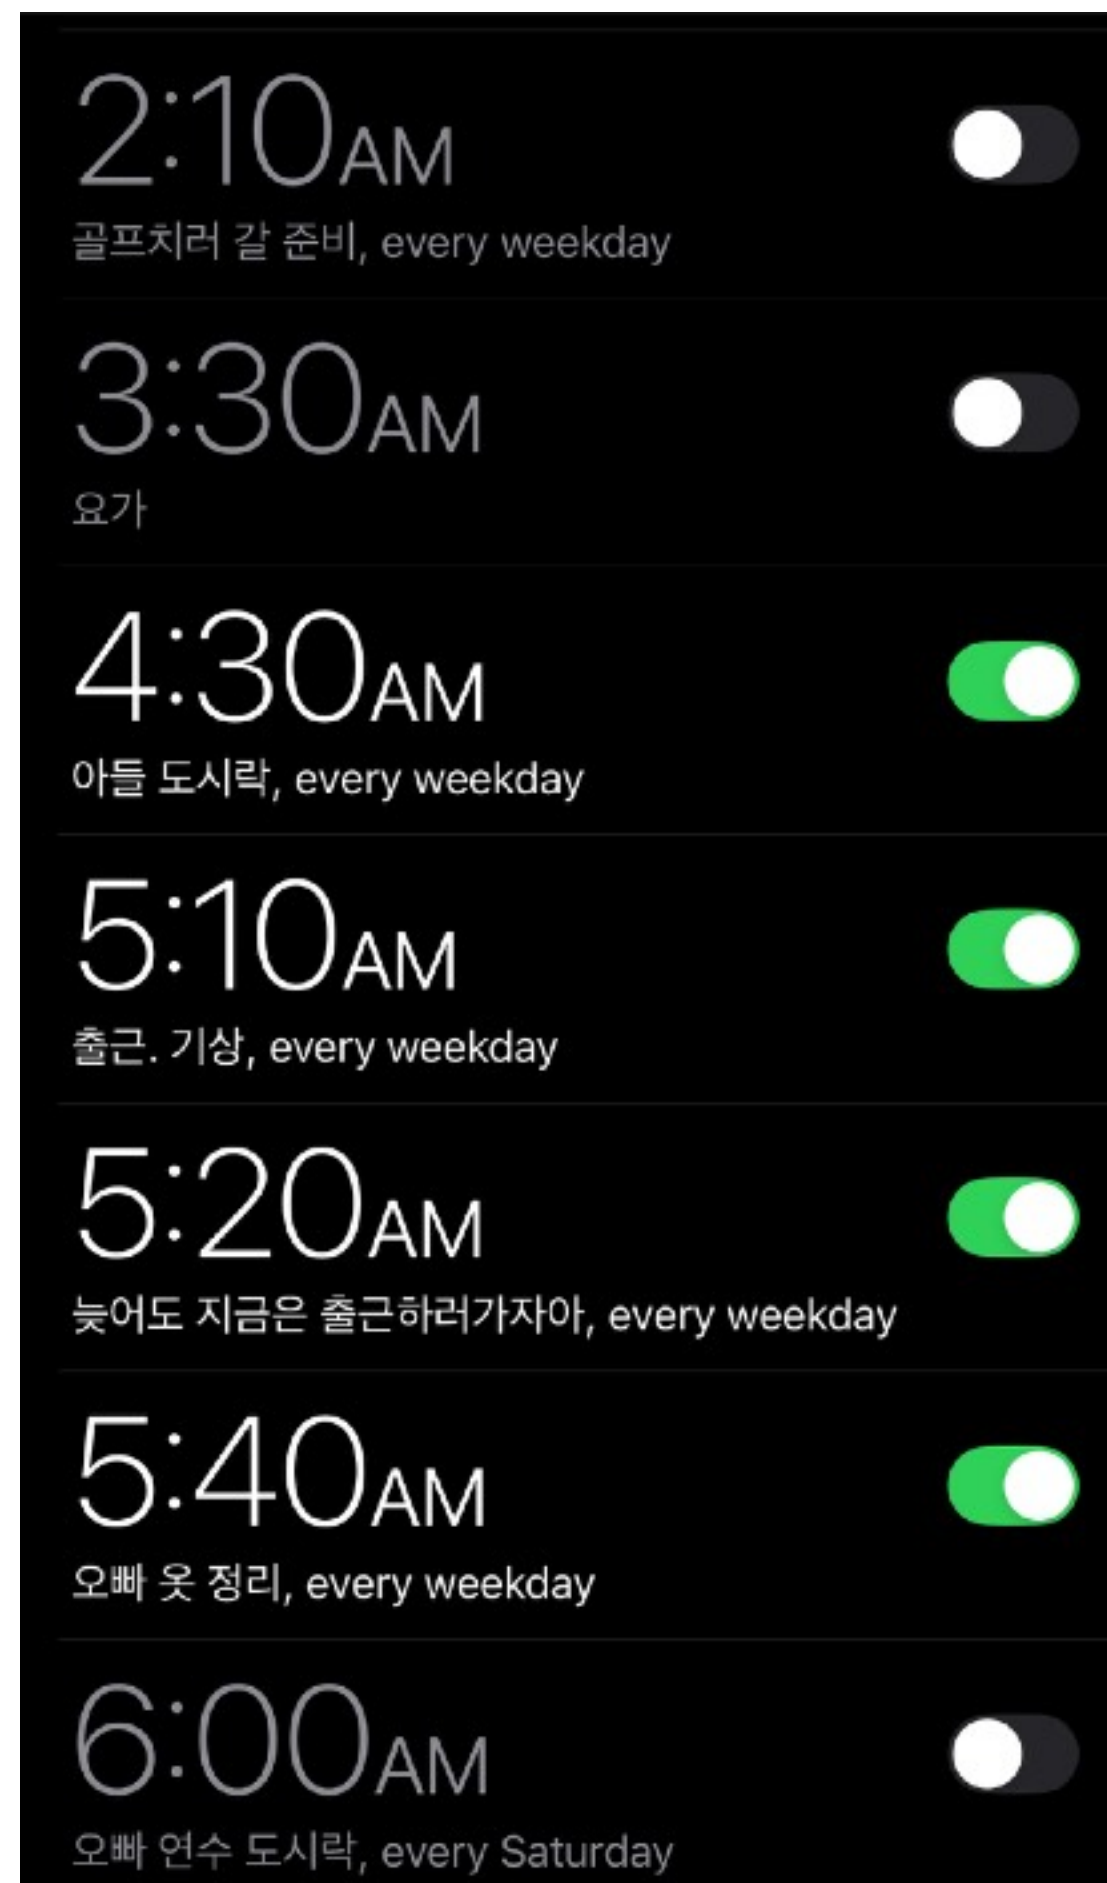 2:10AM
골프치러 갈 준비, every weekday
3:30AM
요가
4:30AM
아들 도시락, every weekday
5:10AM
출근. 기상, every weekday
5:20AM
늦어도 지금은 출근하러가자아, every weekday
5:40AM
오빠 옷 정리, every weekday
6:00AM
오빠 연수 도시락, every Saturday